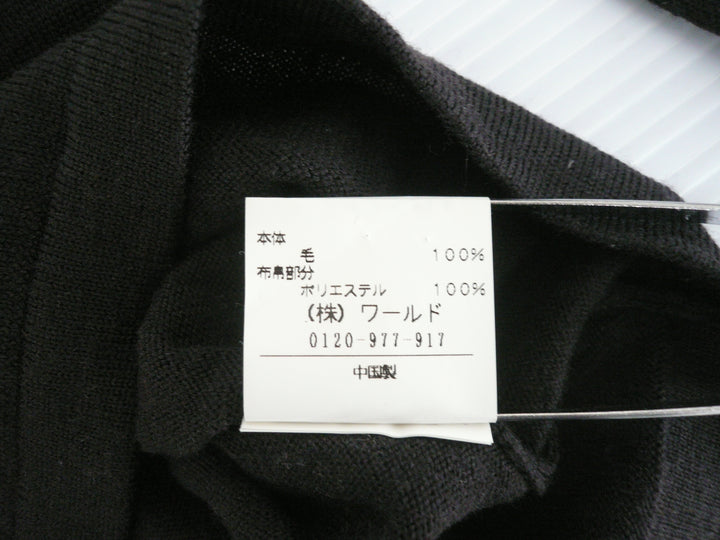 本体
毛 100%
布帛部分
ポリエステル 100%
(株)ワールド
0120-977-917
中国製